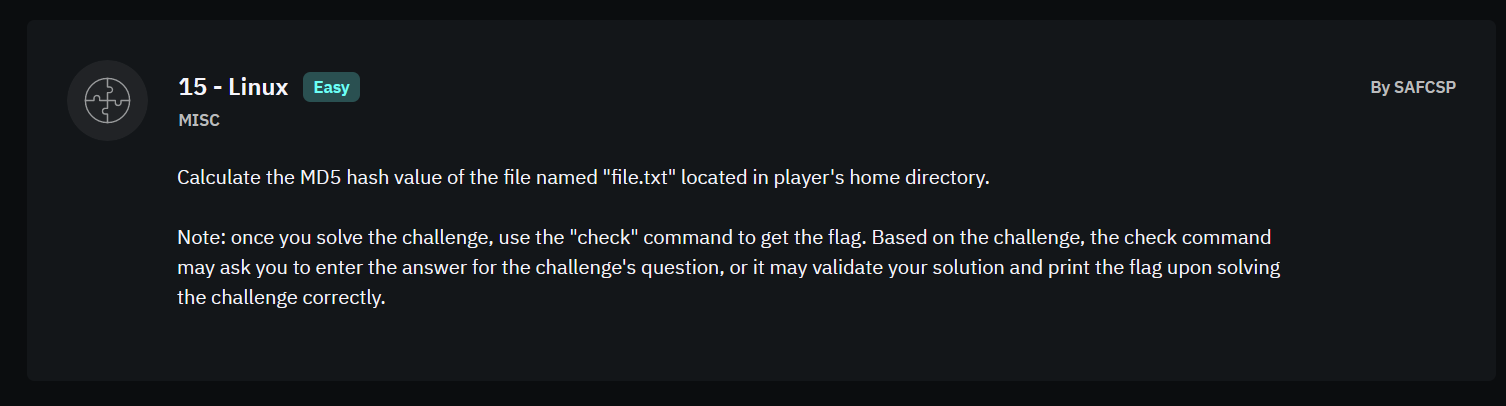 15 - Linux Easy
By SAFCSP
MISC
Calculate the MD5 hash value of the file named "file.txt" located in player's home directory.
Note: once you solve the challenge, use the "check" command to get the flag. Based on the challenge, the check command
may ask you to enter the answer for the challenge's question, or it may validate your solution and print the flag upon solving
the challenge correctly.